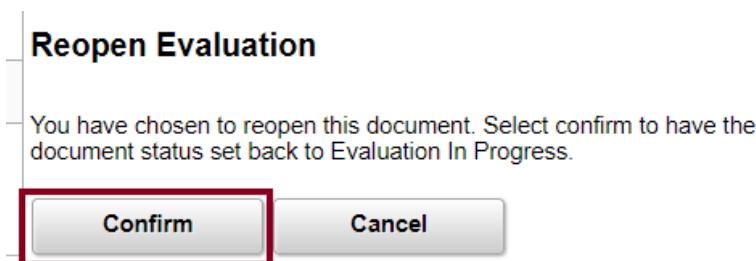 Reopen Evaluation
You have chosen to reopen this document. Select confirm to have the
document status set back to Evaluation In Progress.
Confirm Cancel